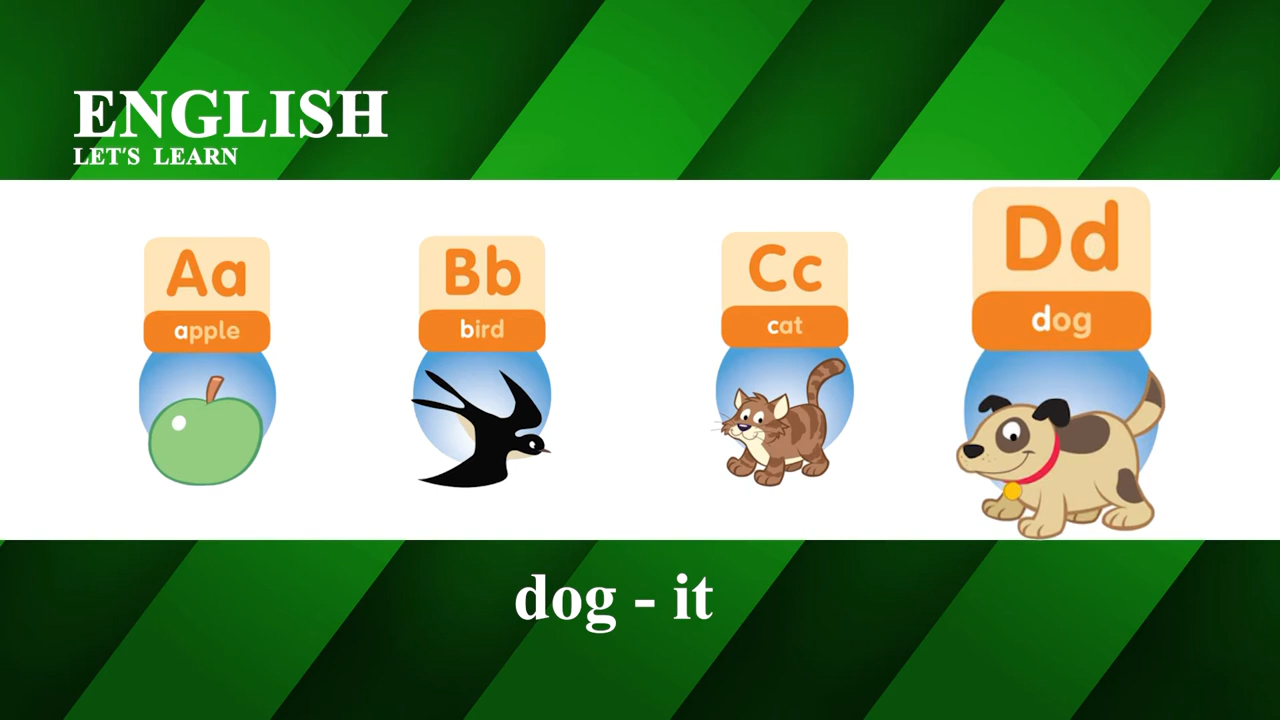 ENGLISH
LET'S LEARN
Aa
apple
Bb
bird
Cc
cat
Dd
dog
dog - it